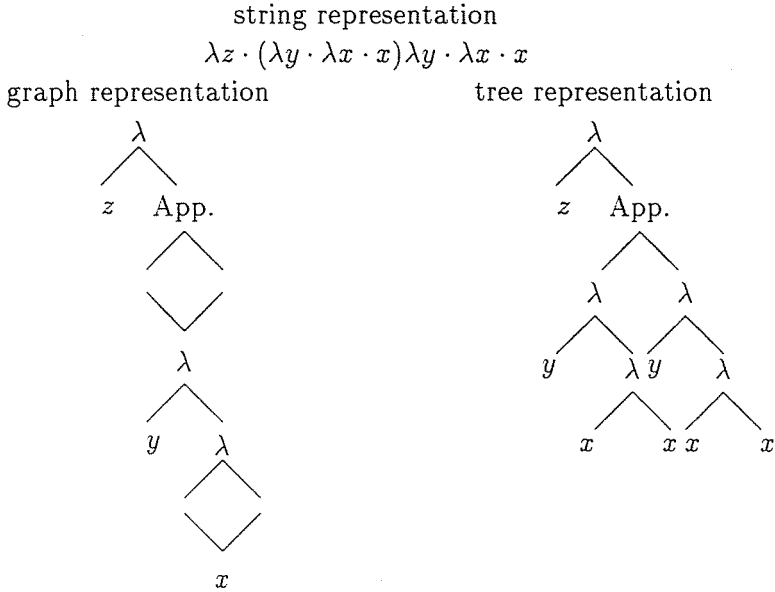 string representation
λz · (λy · λx · x)λy · λx · x
graph representation
λ
z App.
λ
y λ
x
tree representation
λ
z App.
λ λ
y λ y λ
x x x x